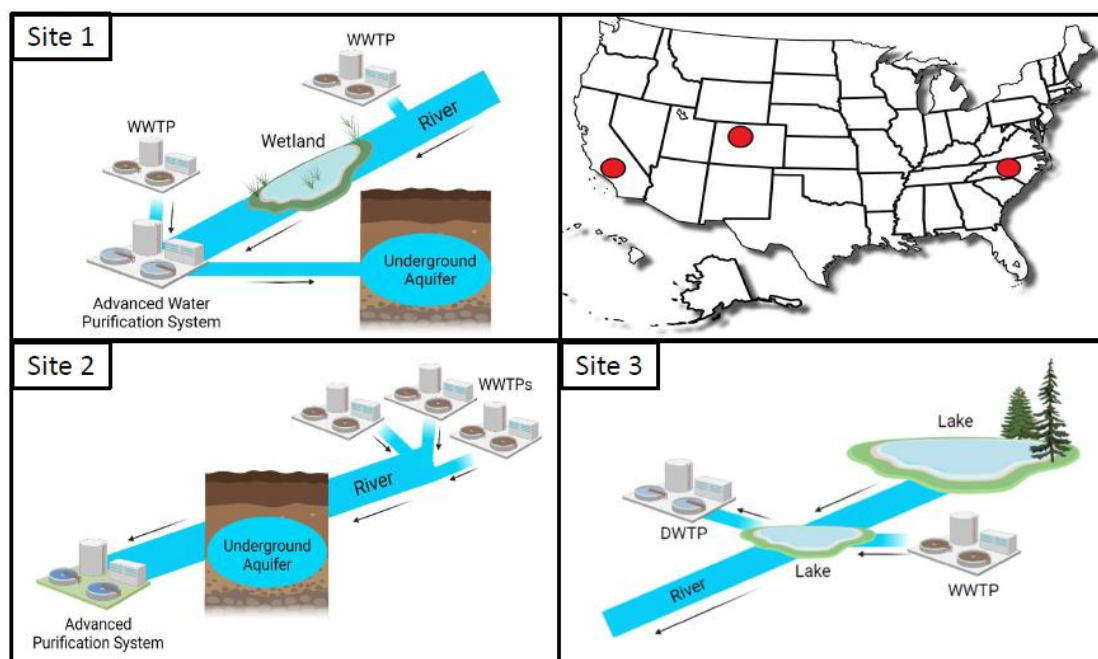 Site 1
WWTP
River
WWTP
Wetland
Underground
Aquifer
Advanced Water
Purification System
Site 2
WWTPs
River
Underground
Aquifer
Advanced
Purification System
Site 3
Lake
DWTP
Lake
River
WWTP